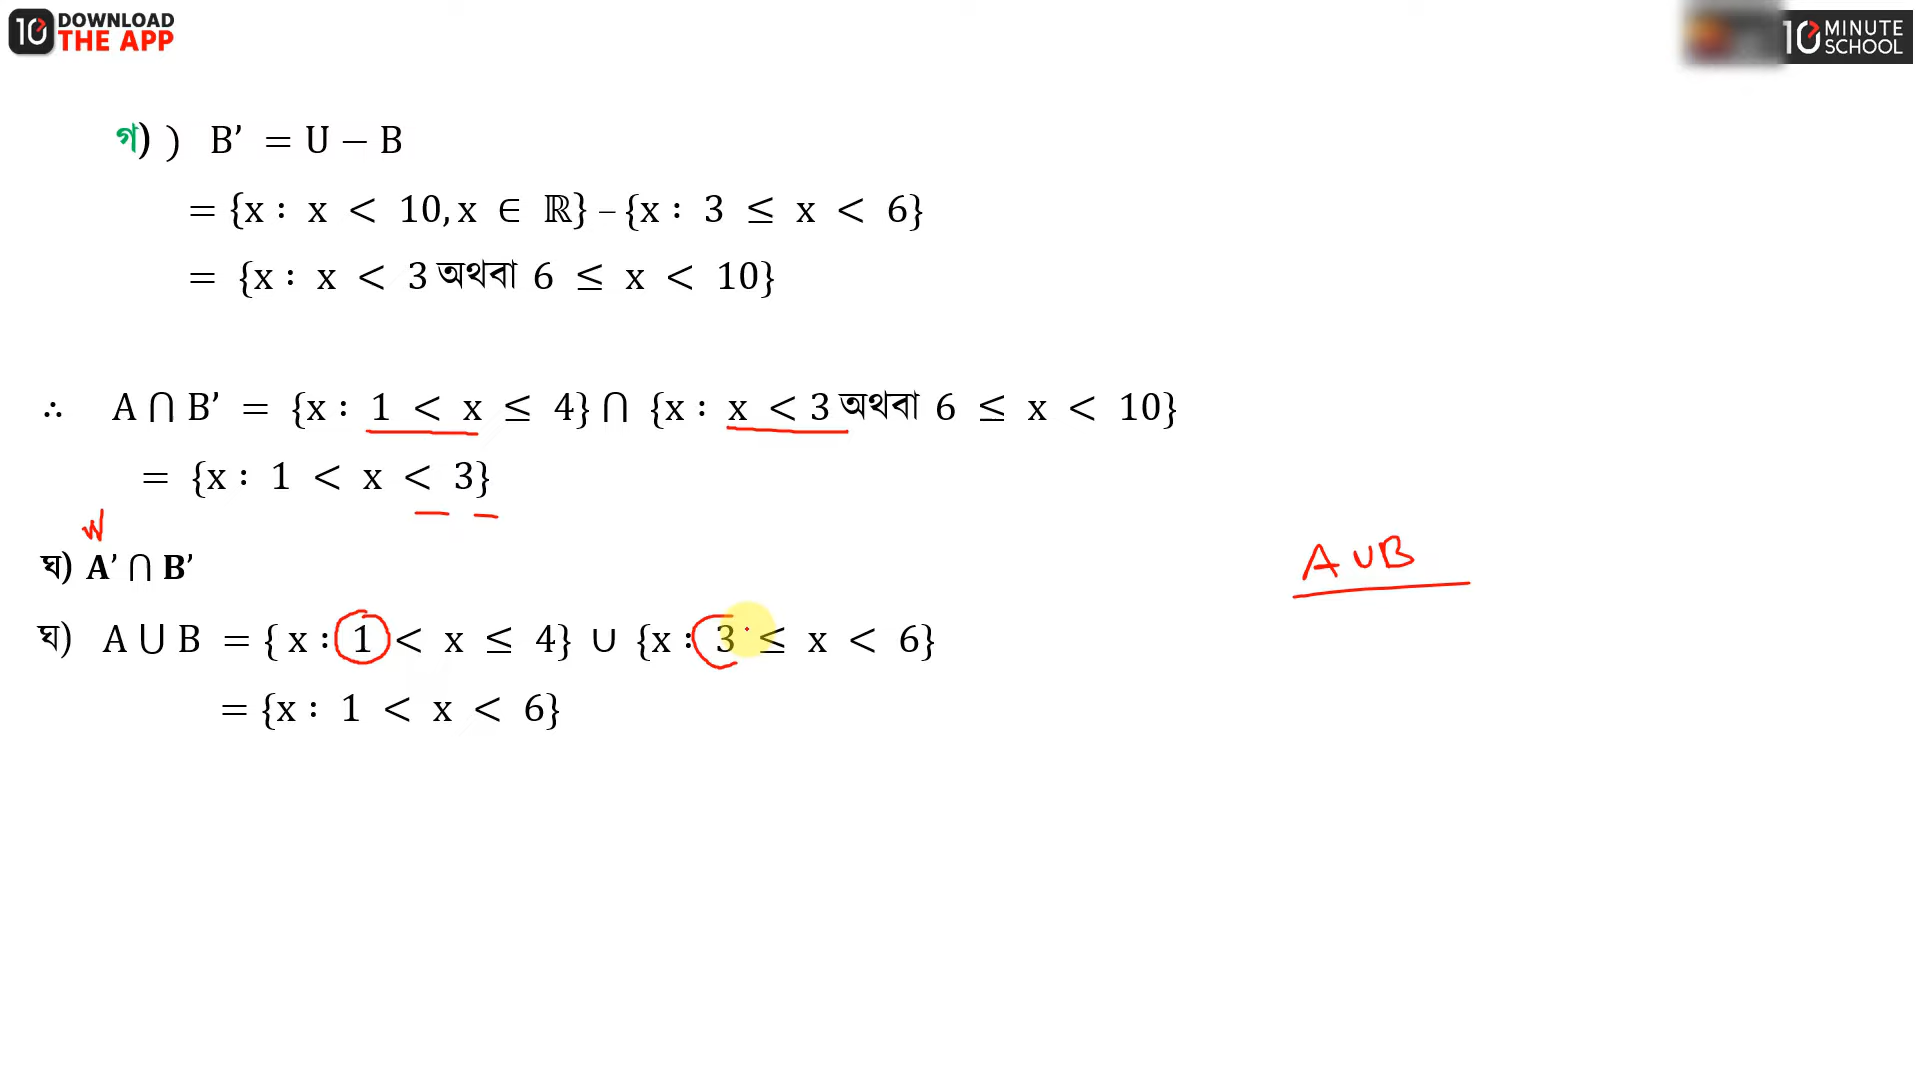 10 DOWNLOAD THE APP
10 MINUTE SCHOOL
গ) ) B’ = U − B
= {x ∶ x < 10, x ∈ ℝ} – {x ∶ 3 ≤ x < 6}
= {x ∶ x < 3 অথবা 6 ≤ x < 10}
∴ A ⋂ B’ = {x ∶ 1 < x ≤ 4} ⋂ {x ∶ x < 3 অথবা 6 ≤ x < 10}
= {x ∶ 1 < x < 3}
ঘ) A’ ⋂ B’
A ∪ B
ঘ) A ⋃ B = { x ∶ 1 < x ≤ 4} ∪ {x ∶ 3 ≤ x < 6}
= {x ∶ 1 < x < 6}